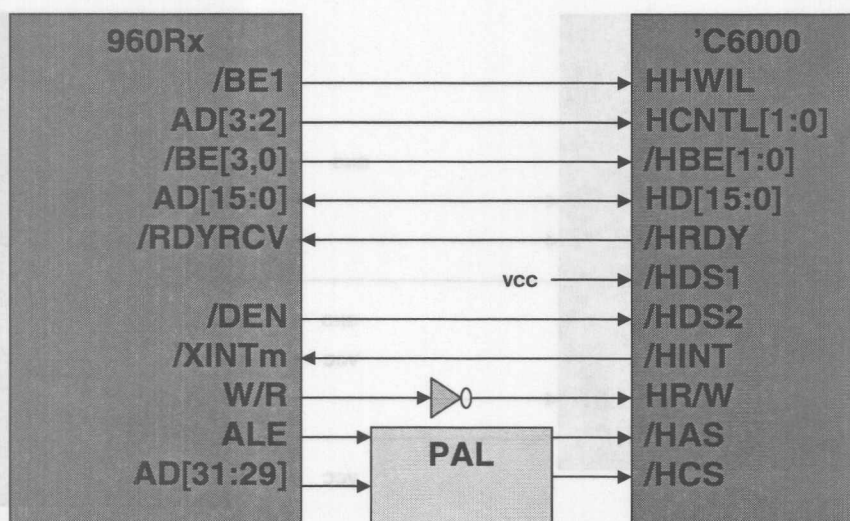 960Rx
'C6000
/BE1
HHWIL
AD[3:2]
HCNTL[1:0]
/BE[3,0]
/HBE[1:0]
AD[15:0]
HD[15:0]
/RDYRCV
/HRDY
VCC
/HDS1
/DEN
/HDS2
/XINTm
/HINT
W/R
HR/W
ALE
PAL
/HAS
AD[31:29]
/HCS